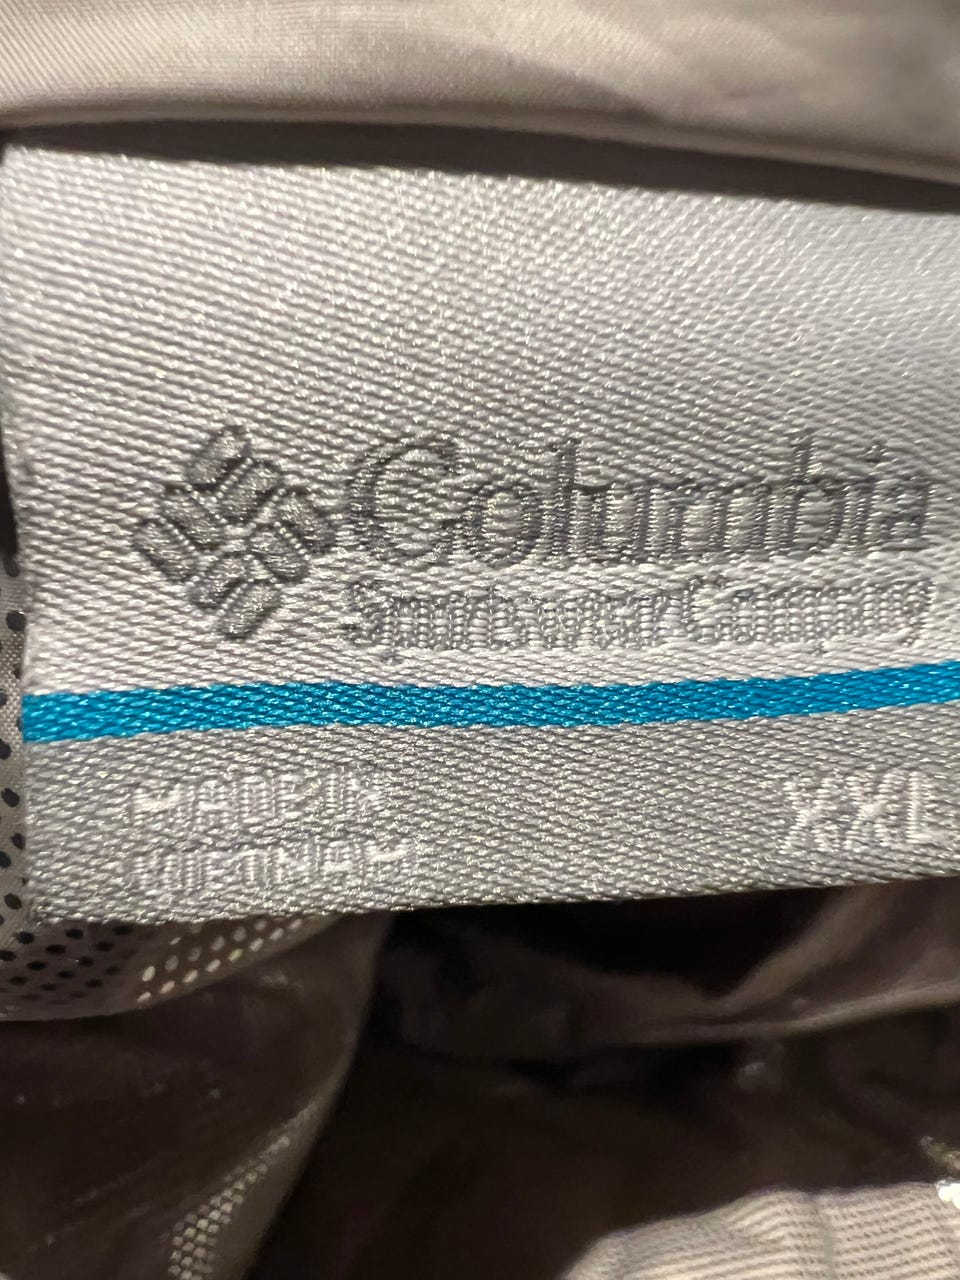 Columbia
Sportswear Company
MADE IN
VIETNAM
XXL